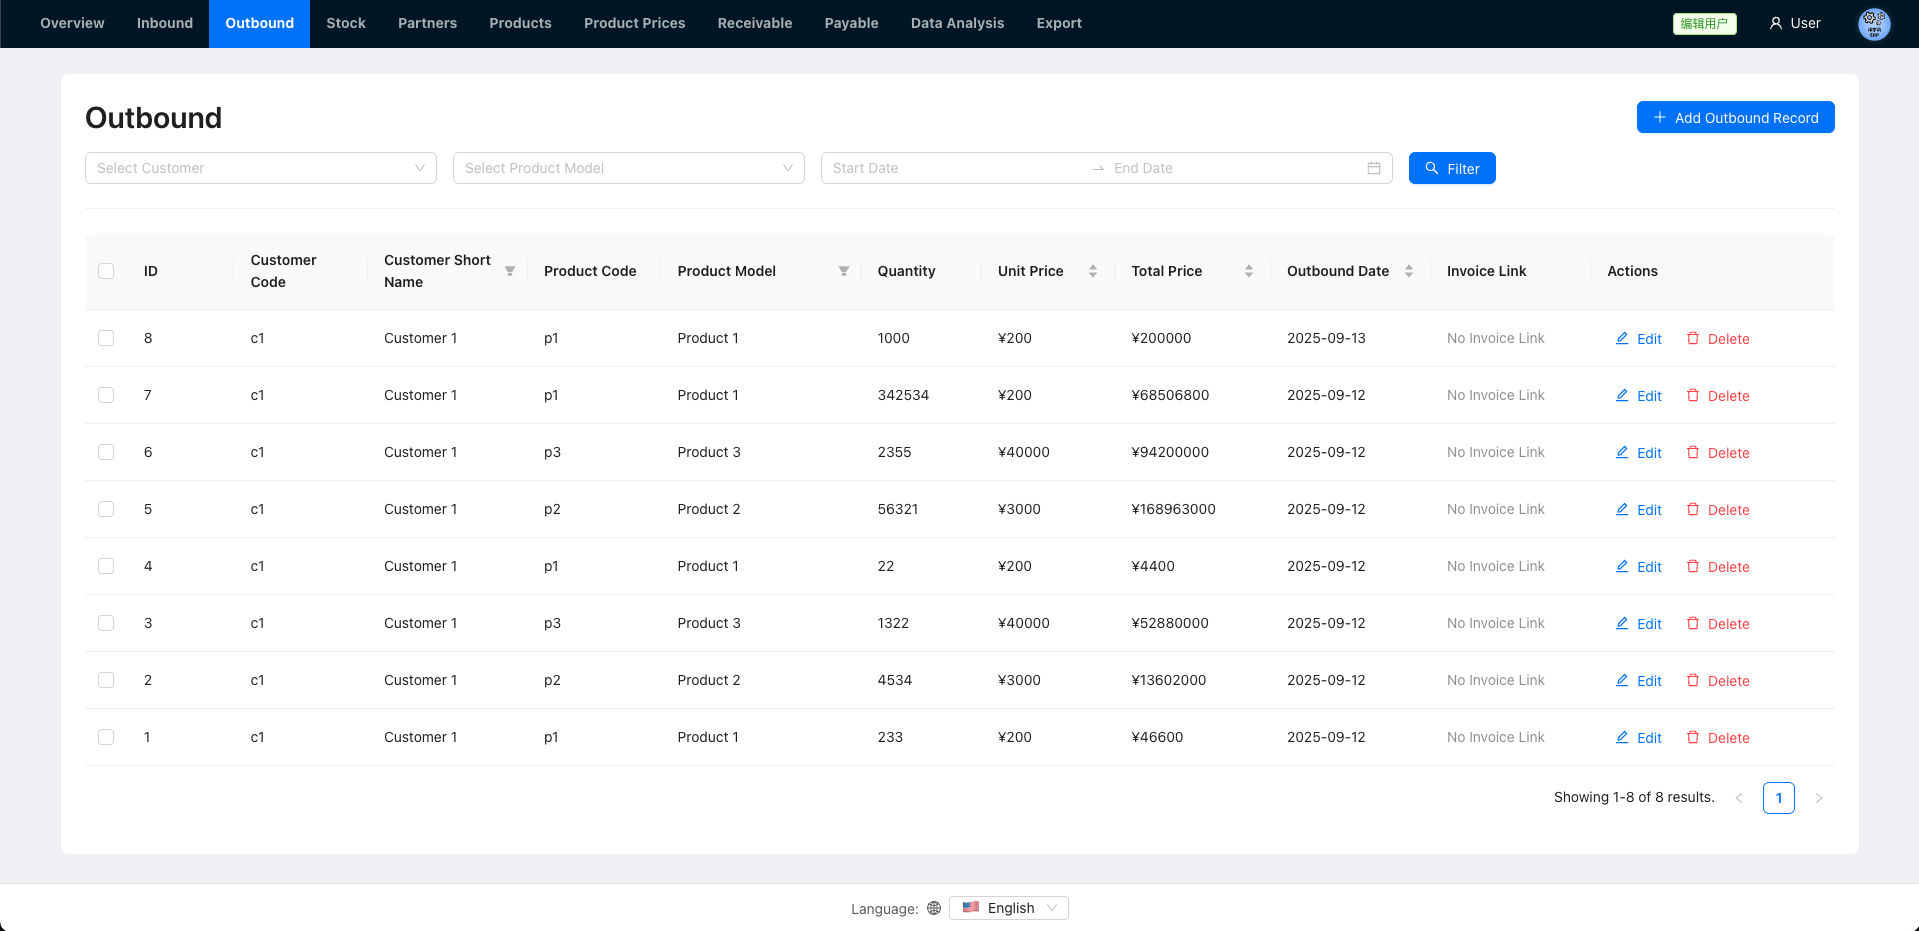 Overview Inbound Outbound Stock Partners Products Product Prices Receivable Payable Data Analysis Export 编辑用户 User
Outbound
Add Outbound Record
Select Customer Select Product Model Start Date End Date Filter
ID Customer Code Customer Short Name Product Code Product Model Quantity Unit Price Total Price Outbound Date Invoice Link Actions
8 c1 Customer 1 p1 Product 1 1000 ¥200 ¥200000 2025-09-13 No Invoice Link Edit Delete
7 c1 Customer 1 p1 Product 1 342534 ¥200 ¥68506800 2025-09-12 No Invoice Link Edit Delete
6 c1 Customer 1 p3 Product 3 2355 ¥40000 ¥94200000 2025-09-12 No Invoice Link Edit Delete
5 c1 Customer 1 p2 Product 2 56321 ¥3000 ¥168963000 2025-09-12 No Invoice Link Edit Delete
4 c1 Customer 1 p1 Product 1 22 ¥200 ¥4400 2025-09-12 No Invoice Link Edit Delete
3 c1 Customer 1 p3 Product 3 1322 ¥40000 ¥52880000 2025-09-12 No Invoice Link Edit Delete
2 c1 Customer 1 p2 Product 2 4534 ¥3000 ¥13602000 2025-09-12 No Invoice Link Edit Delete
1 c1 Customer 1 p1 Product 1 233 ¥200 ¥46600 2025-09-12 No Invoice Link Edit Delete
Showing 1-8 of 8 results. 1
Language: English